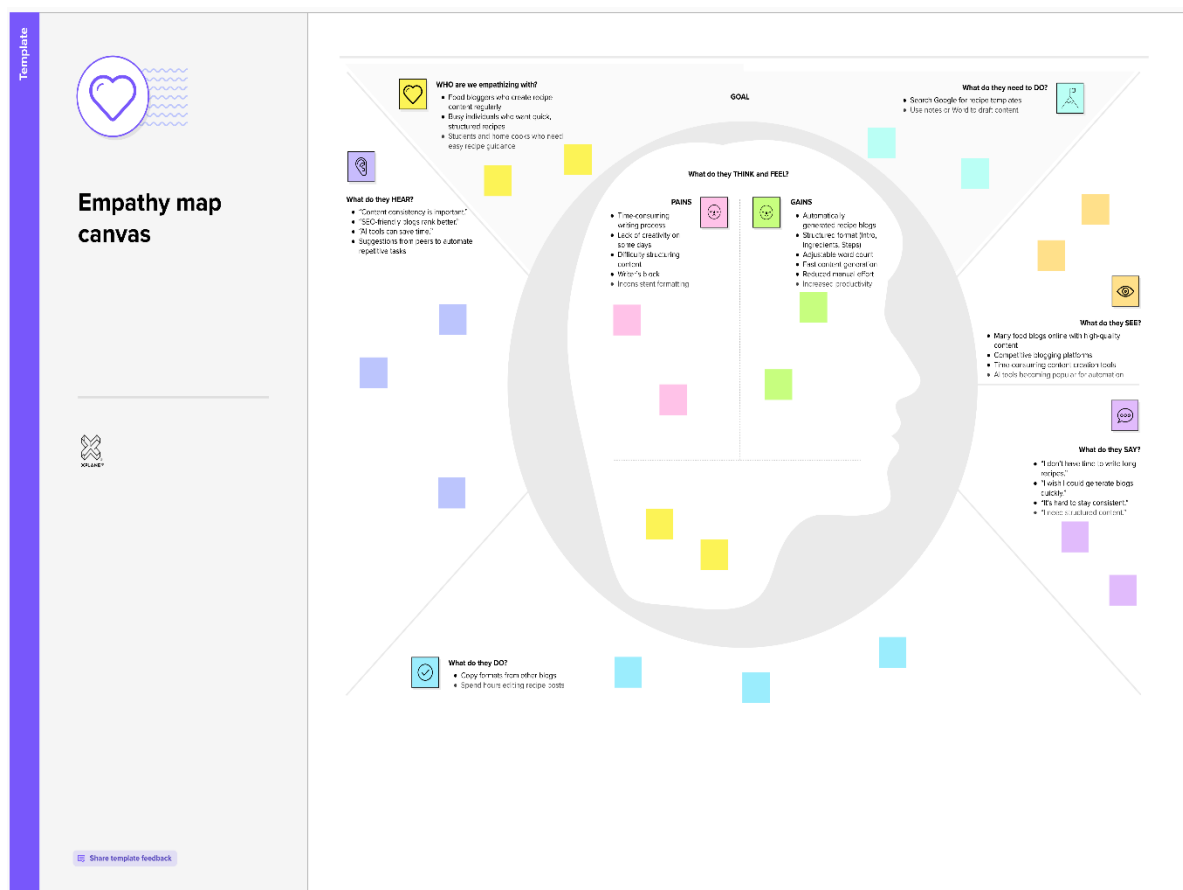 Template
Empathy map
canvas
XPLANE
Share template feedback
WHO are we empathizing with?
● Food bloggers who create recipe
content regularly
● Busy individuals who want quick,
structured recipes
● Students and home cooks who need
easy recipe guidance
GOAL
What do they need to DO?
● Search Google for recipe templates
● Use notes or Word to draft content
What do they HEAR?
● "Content consistency is important."
● "SEO-friendly blogs rank better."
● "AI tools can save time."
● Suggestions from peers to automate
repetitive tasks
What do they THINK and FEEL?
PAINS
● Time-consuming
writing process
● Lack of creativity on
some days
● Difficulty structuring
content
● Writer's block
● Inconsistent formatting
GAINS
● Automatically
generated recipe blogs
● Structured format (Intro,
Ingredients, Steps)
● Adjustable word count
● Fast content generation
● Reduced manual effort
● Increased productivity
What do they SEE?
● Many food blogs online with high-quality
content
● Competitive blogging platforms
● Time-consuming content creation tools
● AI tools becoming popular for automation
What do they SAY?
● "I don't have time to write long
recipes."
● "I wish I could generate blogs
quickly."
● "It's hard to stay consistent."
● "I need structured content."
What do they DO?
● Copy formats from other blogs
● Spend hours editing recipe posts